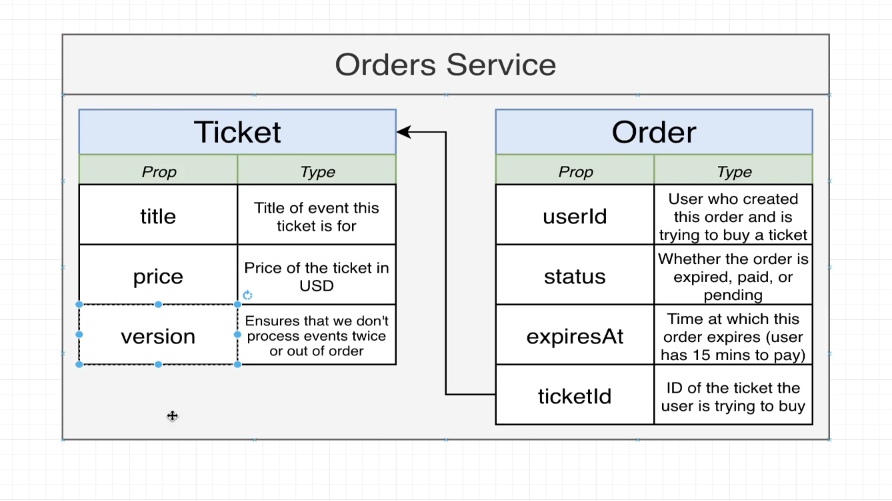 Orders Service
Ticket
Prop
Type
title
Title of event this
ticket is for
price
Price of the ticket in
USD
version
Ensures that we don't
process events twice
or out of order
Order
Prop
Type
userId
User who created
this order and is
trying to buy a ticket
status
Whether the order is
expired, paid, or
pending
expiresAt
Time at which this
order expires (user
has 15 mins to pay)
ticketId
ID of the ticket the
user is trying to buy